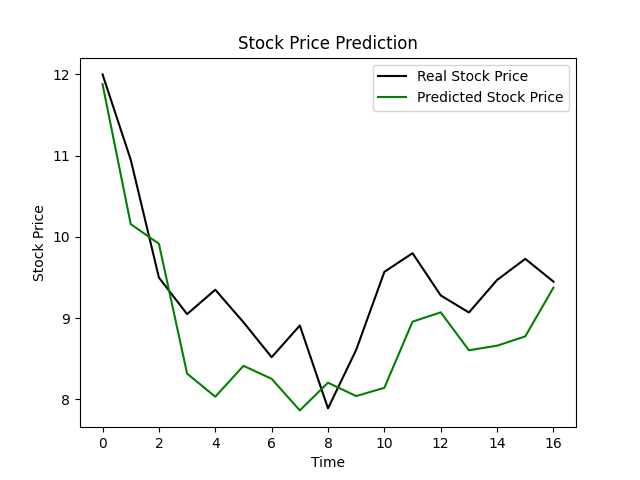 Stock Price Prediction
Real Stock Price
Predicted Stock Price
Stock Price
12
11
10
9
8
0 2 4 6 8 10 12 14 16
Time